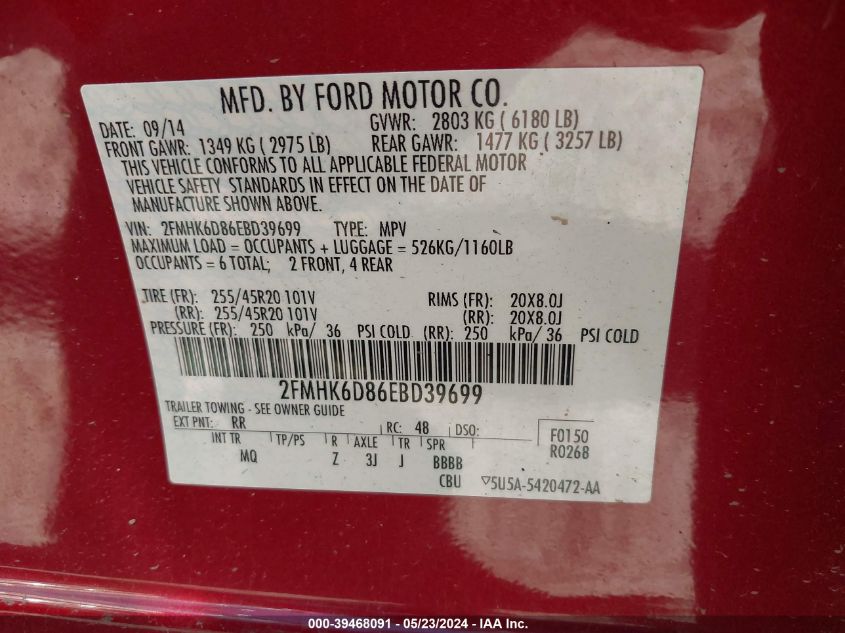 MFD. BY FORD MOTOR CO.
DATE: 09/14 GVWR: 2803 KG ( 6180 LB)
FRONT GAWR: 1349 KG ( 2975 LB) REAR GAWR: 1477 KG ( 3257 LB)
THIS VEHICLE CONFORMS TO ALL APPLICABLE FEDERAL MOTOR
VEHICLE SAFETY STANDARDS IN EFFECT ON THE DATE OF
MANUFACTURE SHOWN ABOVE.
VIN: 2FMHK6D86EBD39699 TYPE: MPV
MAXIMUM LOAD = OCCUPANTS + LUGGAGE = 526KG/1160LB
OCCUPANTS = 6 TOTAL; 2 FRONT, 4 REAR
TIRE (FR): 255/45R20 101V RIMS (FR): 20X8.0J
(RR): 255/45R20 101V (RR): 20X8.0J
PRESSURE (FR): 250 kPa/ 36 PSI COLD (RR): 250 kPa/ 36 PSI COLD
2FMHK6D86EBD39699
TRAILER TOWING - SEE OWNER GUIDE
EXT PNT: RR RC: 48 DSO: F0150
INT TR TP/PS R AXLE TR SPR R0268
MQ Z 3J J BBBB
CBU 5U5A-5420472-AA
000-39468091 - 05/23/2024 - IAA Inc.